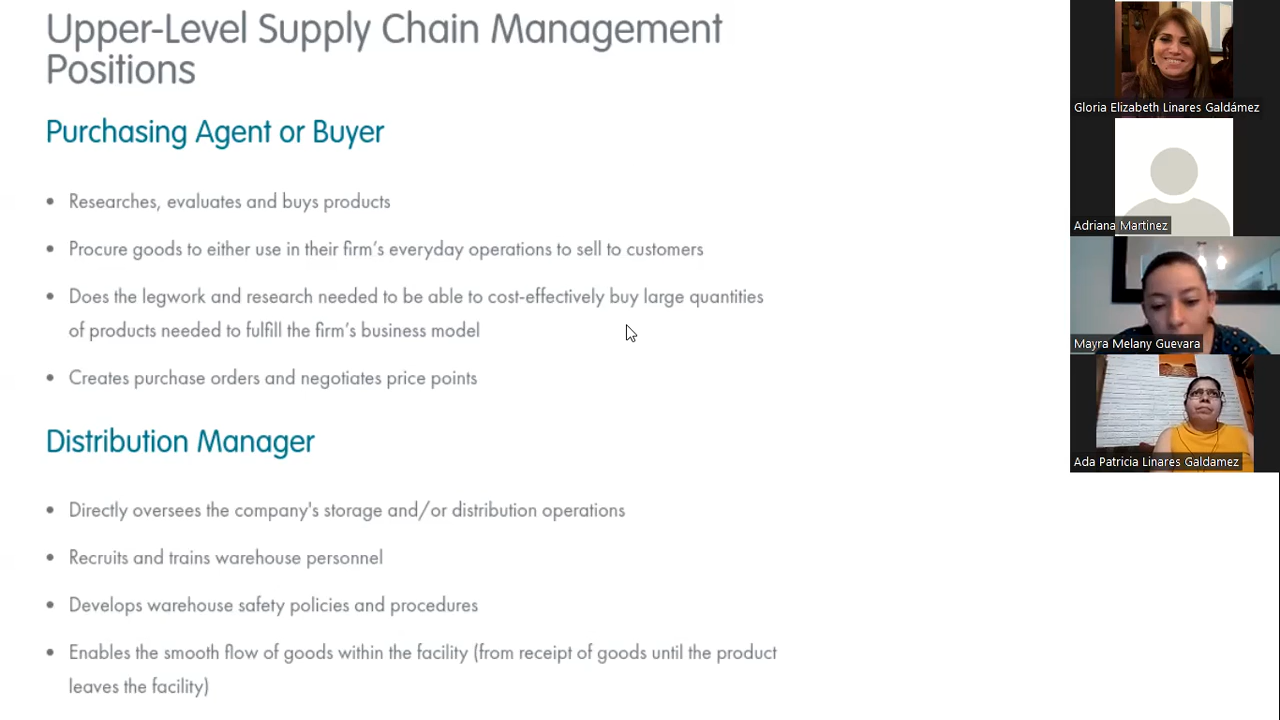 Upper-Level Supply Chain Management
Positions
Purchasing Agent or Buyer
Researches, evaluates and buys products
Procure goods to either use in their firm's everyday operations to sell to customers
Does the legwork and research needed to be able to cost-effectively buy large quantities
of products needed to fulfill the firm's business model
Creates purchase orders and negotiates price points
Distribution Manager
Directly oversees the company's storage and/or distribution operations
Recruits and trains warehouse personnel
Develops warehouse safety policies and procedures
Enables the smooth flow of goods within the facility (from receipt of goods until the product
leaves the facility)
Gloria Elizabeth Linares Galdámez
Adriana Martinez
Mayra Melany Guevara
Ada Patricia Linares Galdamez